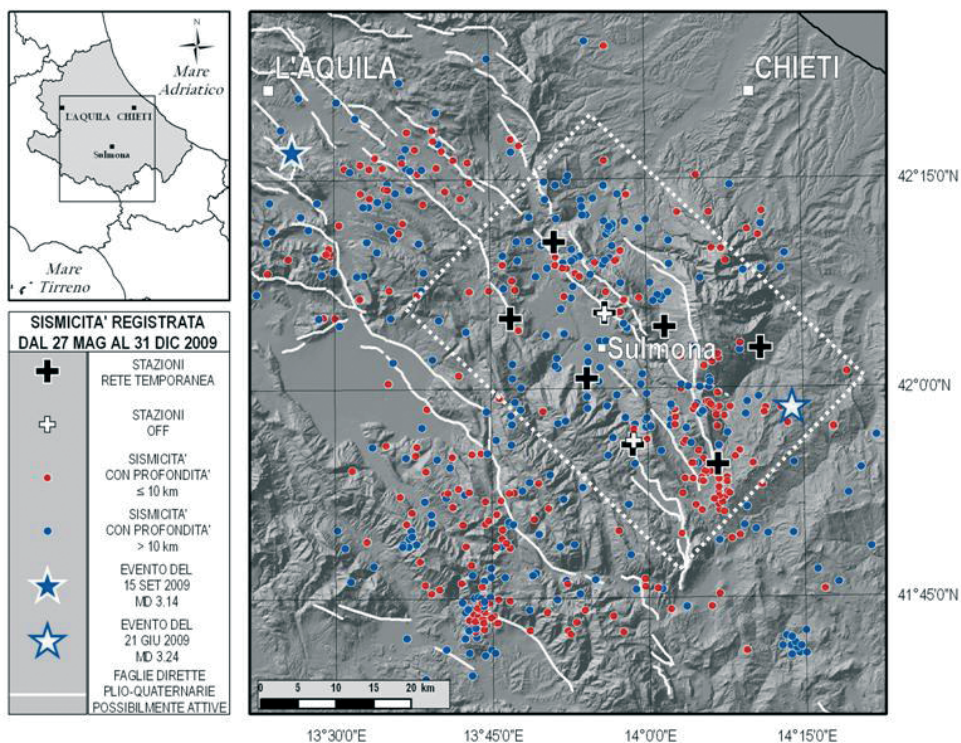 N
Mare
Adriatico
L'AQUILA CHIETI
Sulmona
Mare
Tirreno
SISMICITA' REGISTRATA
DAL 27 MAG AL 31 DIC 2009
STAZIONI
RETE TEMPORANEA
STAZIONI
OFF
SISMICITA'
CON PROFONDITA'
≤ 10 km
SISMICITA'
CON PROFONDITA'
> 10 km
EVENTO DEL
15 SET 2009
MD 3.14
EVENTO DEL
21 GIU 2009
MD 3.24
FAGLIE DIRETTE
PLIO-QUATERNARIE
POSSIBILMENTE ATTIVE
L'AQUILA
CHIETI
Sulmona
42°15'0"N
42°0'0"N
41°45'0"N
0 5 10 15 20 km
13°30'0"E 13°45'0"E 14°0'0"E 14°15'0"E